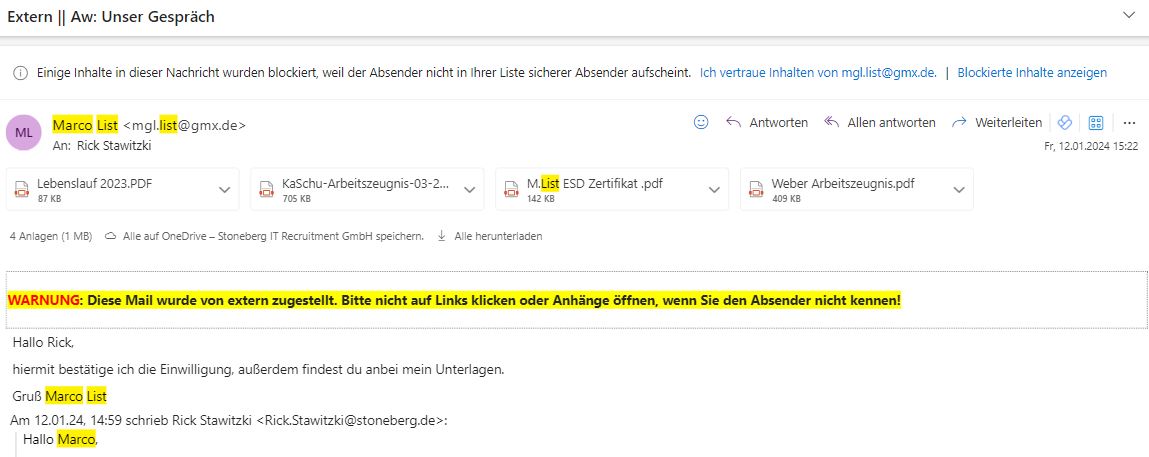 Extern || Aw: Unser Gespräch
Einige Inhalte in dieser Nachricht wurden blockiert, weil der Absender nicht in Ihrer Liste sicherer Absender aufscheint. Ich vertraue Inhalten von mgl.list@gmx.de. | Blockierte Inhalte anzeigen
ML
Marco List <mgl.list@gmx.de>
Antworten Allen antworten Weiterleiten
An: Rick Stawitzki
Fr, 12.01.2024 15:22
Lebenslauf 2023.PDF
87 KB
KaSchu-Arbeitszeugnis-03-2...
705 KB
M.List ESD Zertifikat .pdf
142 KB
Weber Arbeitszeugnis.pdf
409 KB
4 Anlagen (1 MB) Alle auf OneDrive – Stoneberg IT Recruitment GmbH speichern. Alle herunterladen
WARNUNG: Diese Mail wurde von extern zugestellt. Bitte nicht auf Links klicken oder Anhänge öffnen, wenn Sie den Absender nicht kennen!
Hallo Rick,
hiermit bestätige ich die Einwilligung, außerdem findest du anbei mein Unterlagen.
Gruß Marco List
Am 12.01.24, 14:59 schrieb Rick Stawitzki <Rick.Stawitzki@stoneberg.de>:
Hallo Marco,